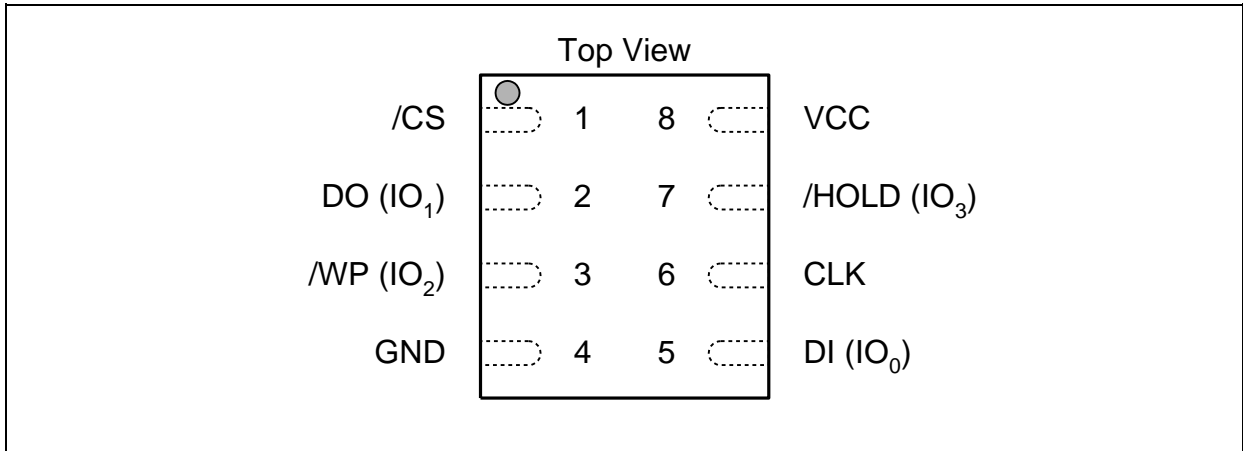 Top View
/CS 1 8 VCC
DO (IO₁) 2 7 /HOLD (IO₃)
/WP (IO₂) 3 6 CLK
GND 4 5 DI (IO₀)